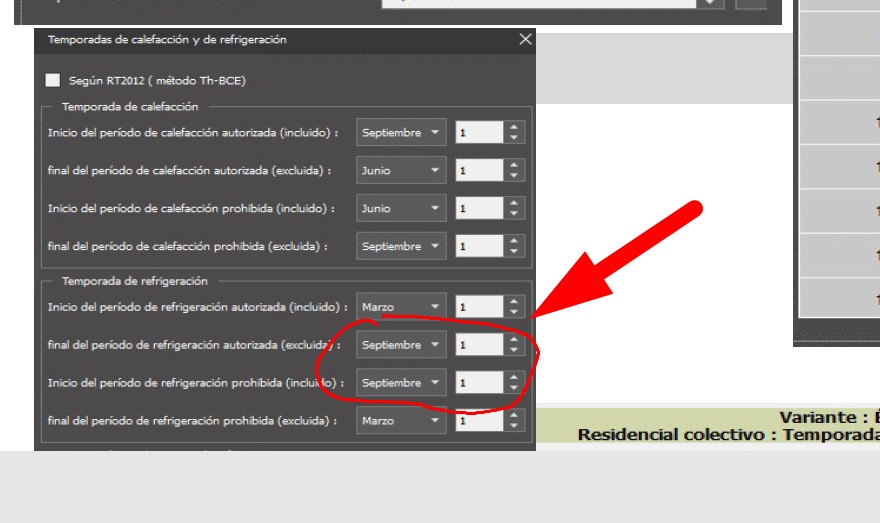 Temporadas de calefacción y de refrigeración
Según RT2012 ( método Th-BCE)
Temporada de calefacción
Inicio del período de calefacción autorizada (incluido) : Septiembre 1
final del período de calefacción autorizada (excluida) : Junio 1
Inicio del período de calefacción prohibida (incluido) : Junio 1
final del período de calefacción prohibida (excluida) : Septiembre 1
Temporada de refrigeración
Inicio del período de refrigeración autorizada (incluido) : Marzo 1
final del período de refrigeración autorizada (excluida) : Septiembre 1
Inicio del período de refrigeración prohibida (incluido) : Septiembre 1
final del período de refrigeración prohibida (excluida) : Marzo 1
Variante : É
Residencial colectivo : Temporada